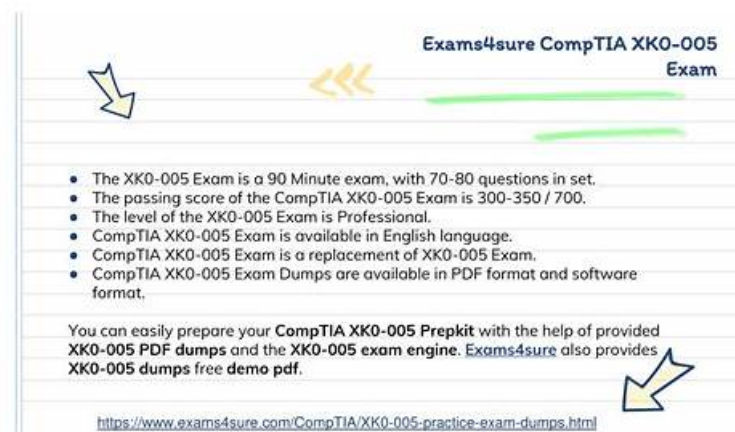 Exams4sure CompTIA XK0-005
Exam
The XK0-005 Exam is a 90 Minute exam, with 70-80 questions in set.
The passing score of the CompTIA XK0-005 Exam is 300-350 / 700.
The level of the XK0-005 Exam is Professional.
CompTIA XK0-005 Exam is available in English language.
CompTIA XK0-005 Exam is a replacement of XK0-005 Exam.
CompTIA XK0-005 Exam Dumps are available in PDF format and software
format.
You can easily prepare your CompTIA XK0-005 Prepkit with the help of provided
XK0-005 PDF dumps and the XK0-005 exam engine. Exams4sure also provides
XK0-005 dumps free demo pdf.
https://www.exams4sure.com/CompTIA/XK0-005-practice-exam-dumps.html